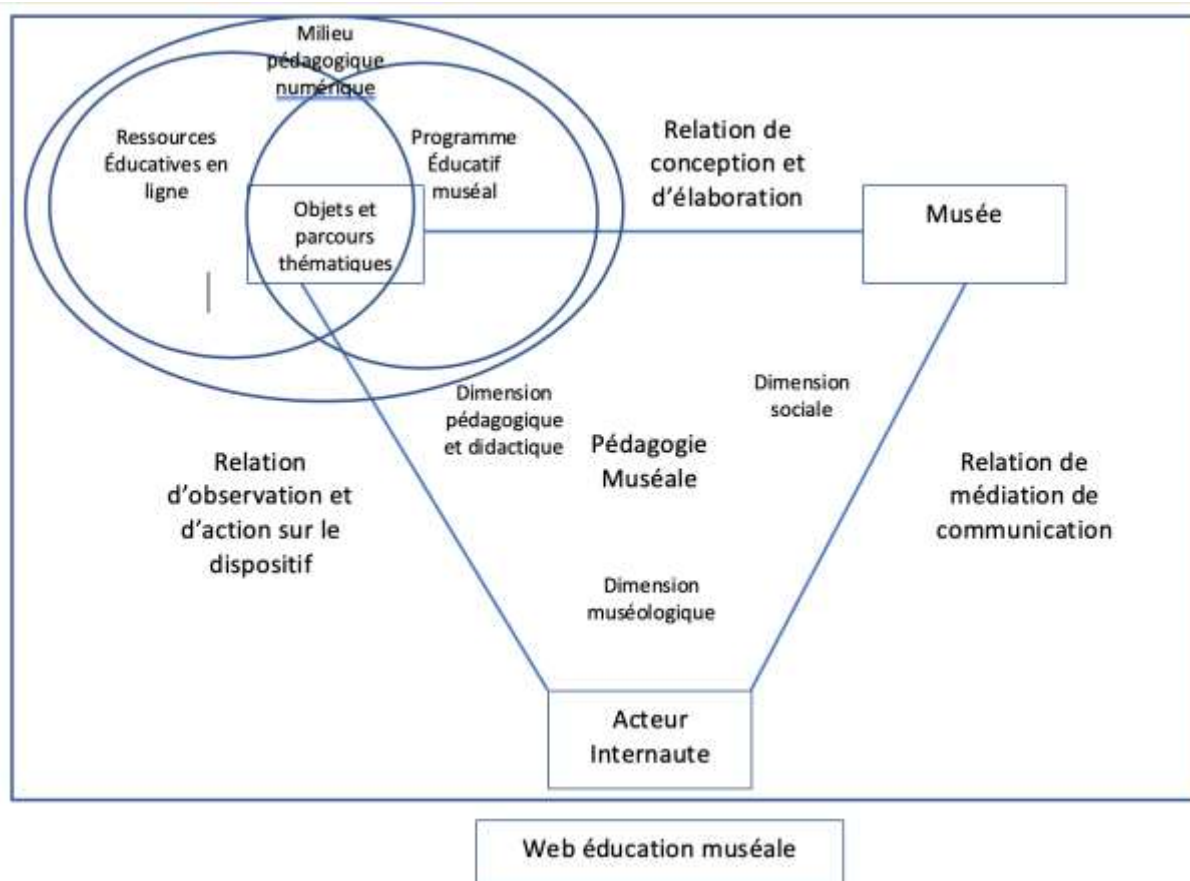 Milieu
pédagogique
numérique
Ressources
Éducatives en
ligne
Programme
Éducatif
muséal
Objets et
parcours
thématiques
Relation de
conception et
d'élaboration
Musée
Dimension
pédagogique
et didactique
Dimension
sociale
Pédagogie
Muséale
Relation
d'observation et
d'action sur le
dispositif
Relation de
médiation de
communication
Dimension
muséologique
Acteur
Internaute
Web éducation muséale